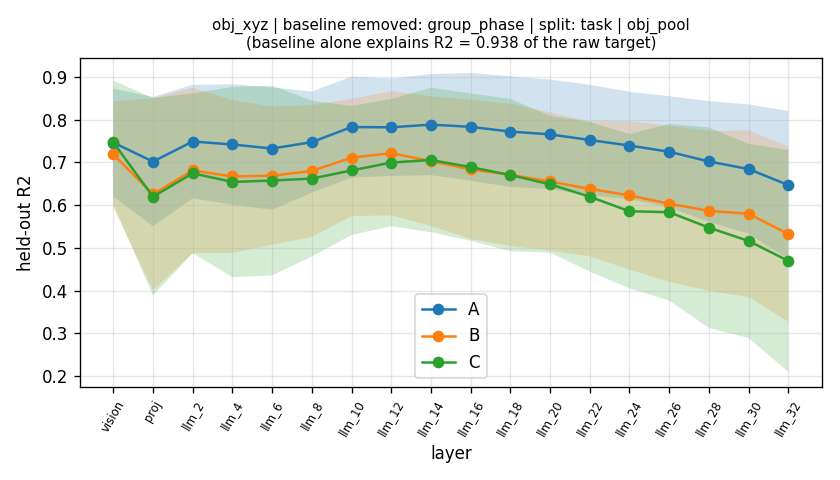 obj_xyz | baseline removed: group_phase | split: task | obj_pool
(baseline alone explains R2 = 0.938 of the raw target)
held-out R2
0.9
0.8
0.7
0.6
0.5
0.4
0.3
0.2
A
B
C
vision
proj
llm_2
llm_4
llm_6
llm_8
llm_10
llm_12
llm_14
llm_16
llm_18
llm_20
llm_22
llm_24
llm_26
llm_28
llm_30
llm_32
layer